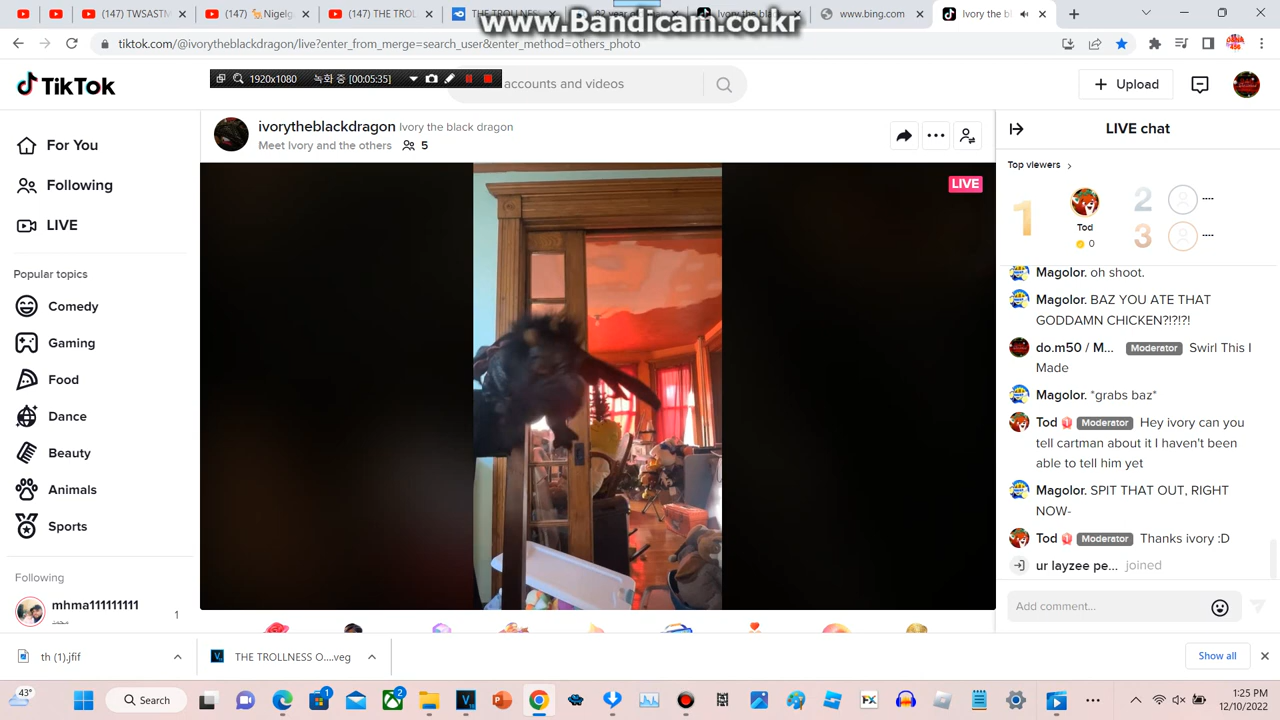 (147) TWSASTM
(147) 🐪Nigelg
(147) THE TROL
THE TROLLNES
Ivory the bl
www.bing.com
Ivory the bl
www.Bandicam.co.kr
tiktok.com/@ivorytheblackdragon/live?enter_from_merge=search_user&enter_method=others_photo
1920x1080 녹화 중 [00:05:35]
TikTok
accounts and videos
Upload
For You
Following
LIVE
Popular topics
Comedy
Gaming
Food
Dance
Beauty
Animals
Sports
Following
mhma111111111
1
ivorytheblackdragon Ivory the black dragon
Meet Ivory and the others 5
LIVE
LIVE chat
Top viewers
1
Tod
0
2 ----
3 ----
Magolor. oh shoot.
Magolor. BAZ YOU ATE THAT
GODDAMN CHICKEN?!?!?!
do.m50 / M... Moderator Swirl This I
Made
Magolor. *grabs baz*
Tod Moderator Hey ivory can you
tell cartman about it I haven't been
able to tell him yet
Magolor. SPIT THAT OUT, RIGHT
NOW-
Tod Moderator Thanks ivory :D
ur layzee pe... joined
Add comment...
th (1).jfif
THE TROLLNESS O....veg
Show all
43°
Search
1
2
1:25 PM
12/10/2022